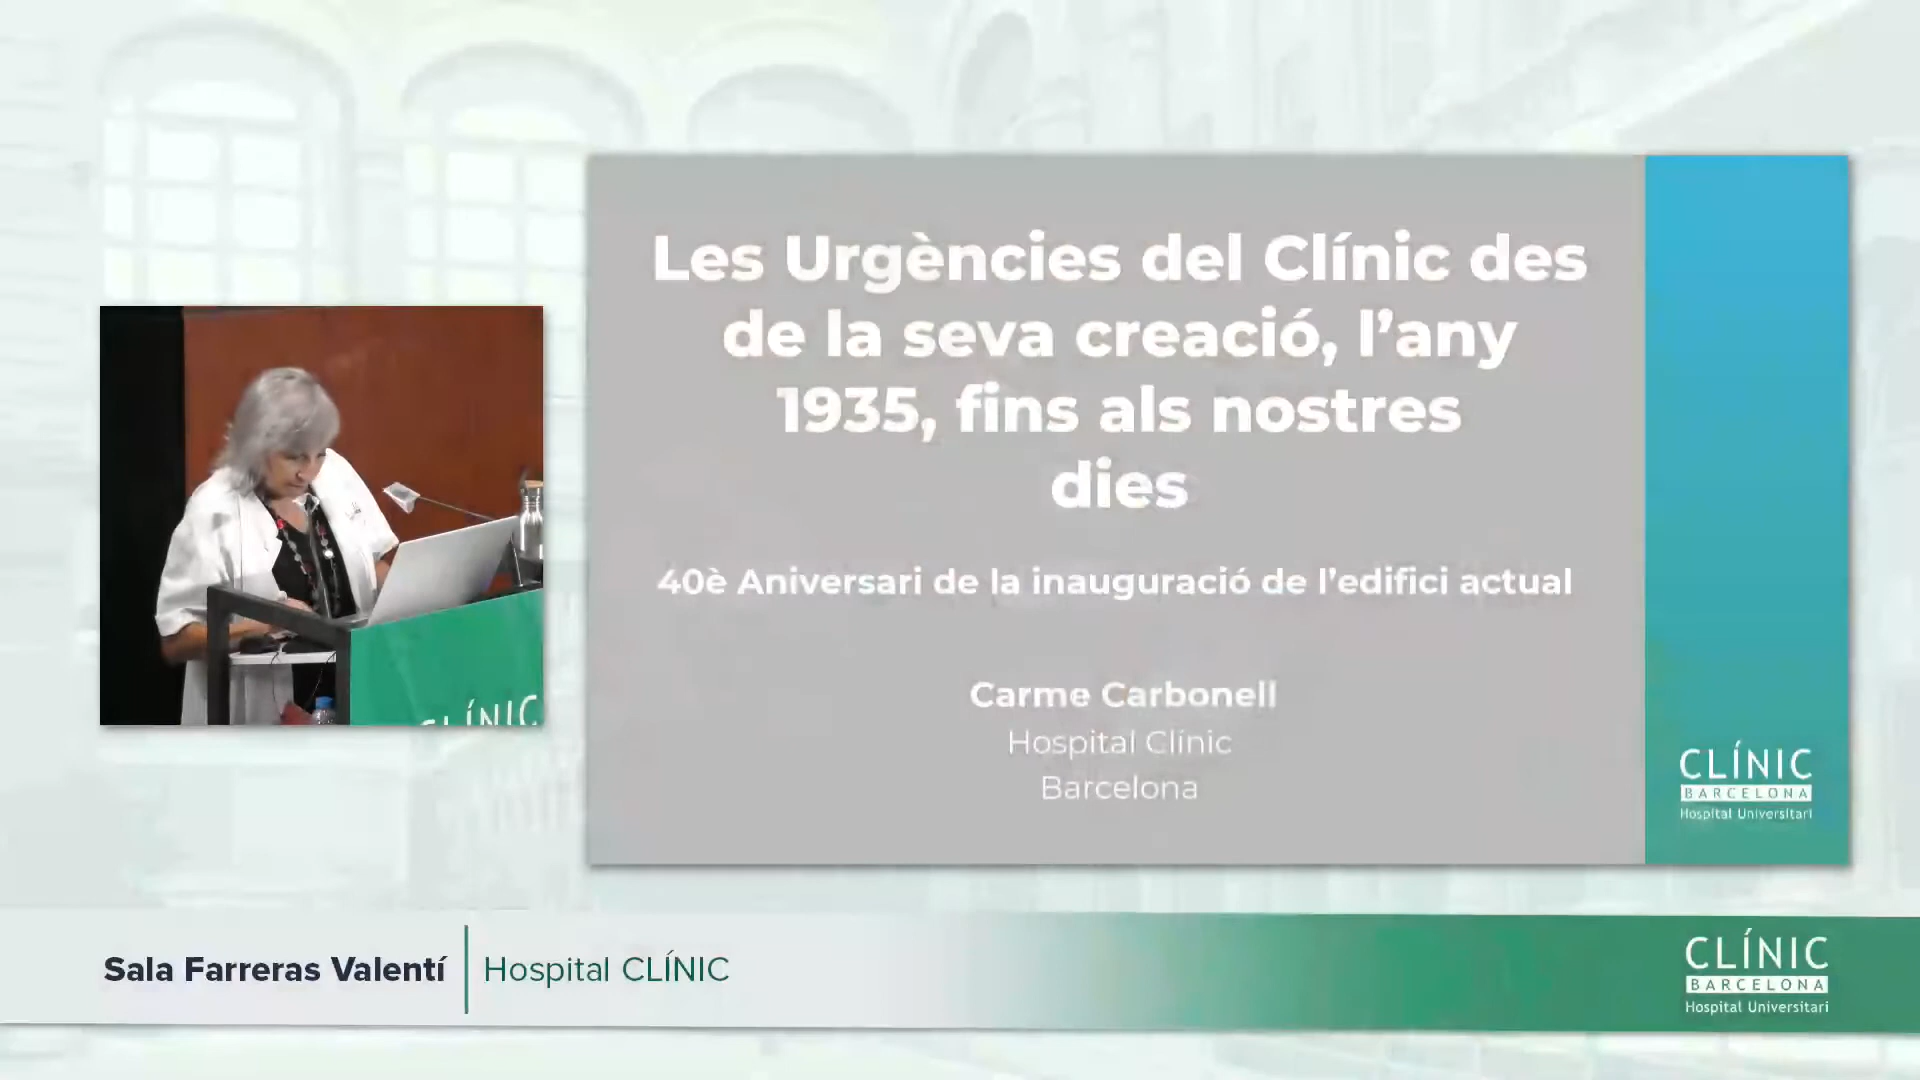 Les Urgències del Clínic des
de la seva creació, l'any
1935, fins als nostres
dies
40è Aniversari de la inauguració de l'edifici actual
Carme Carbonell
Hospital Clínic
Barcelona
CLÍNIC
BARCELONA
Hospital Universitari
CLÍNIC
Sala Farreras Valentí
Hospital CLÍNIC
CLÍNIC
BARCELONA
Hospital Universitari